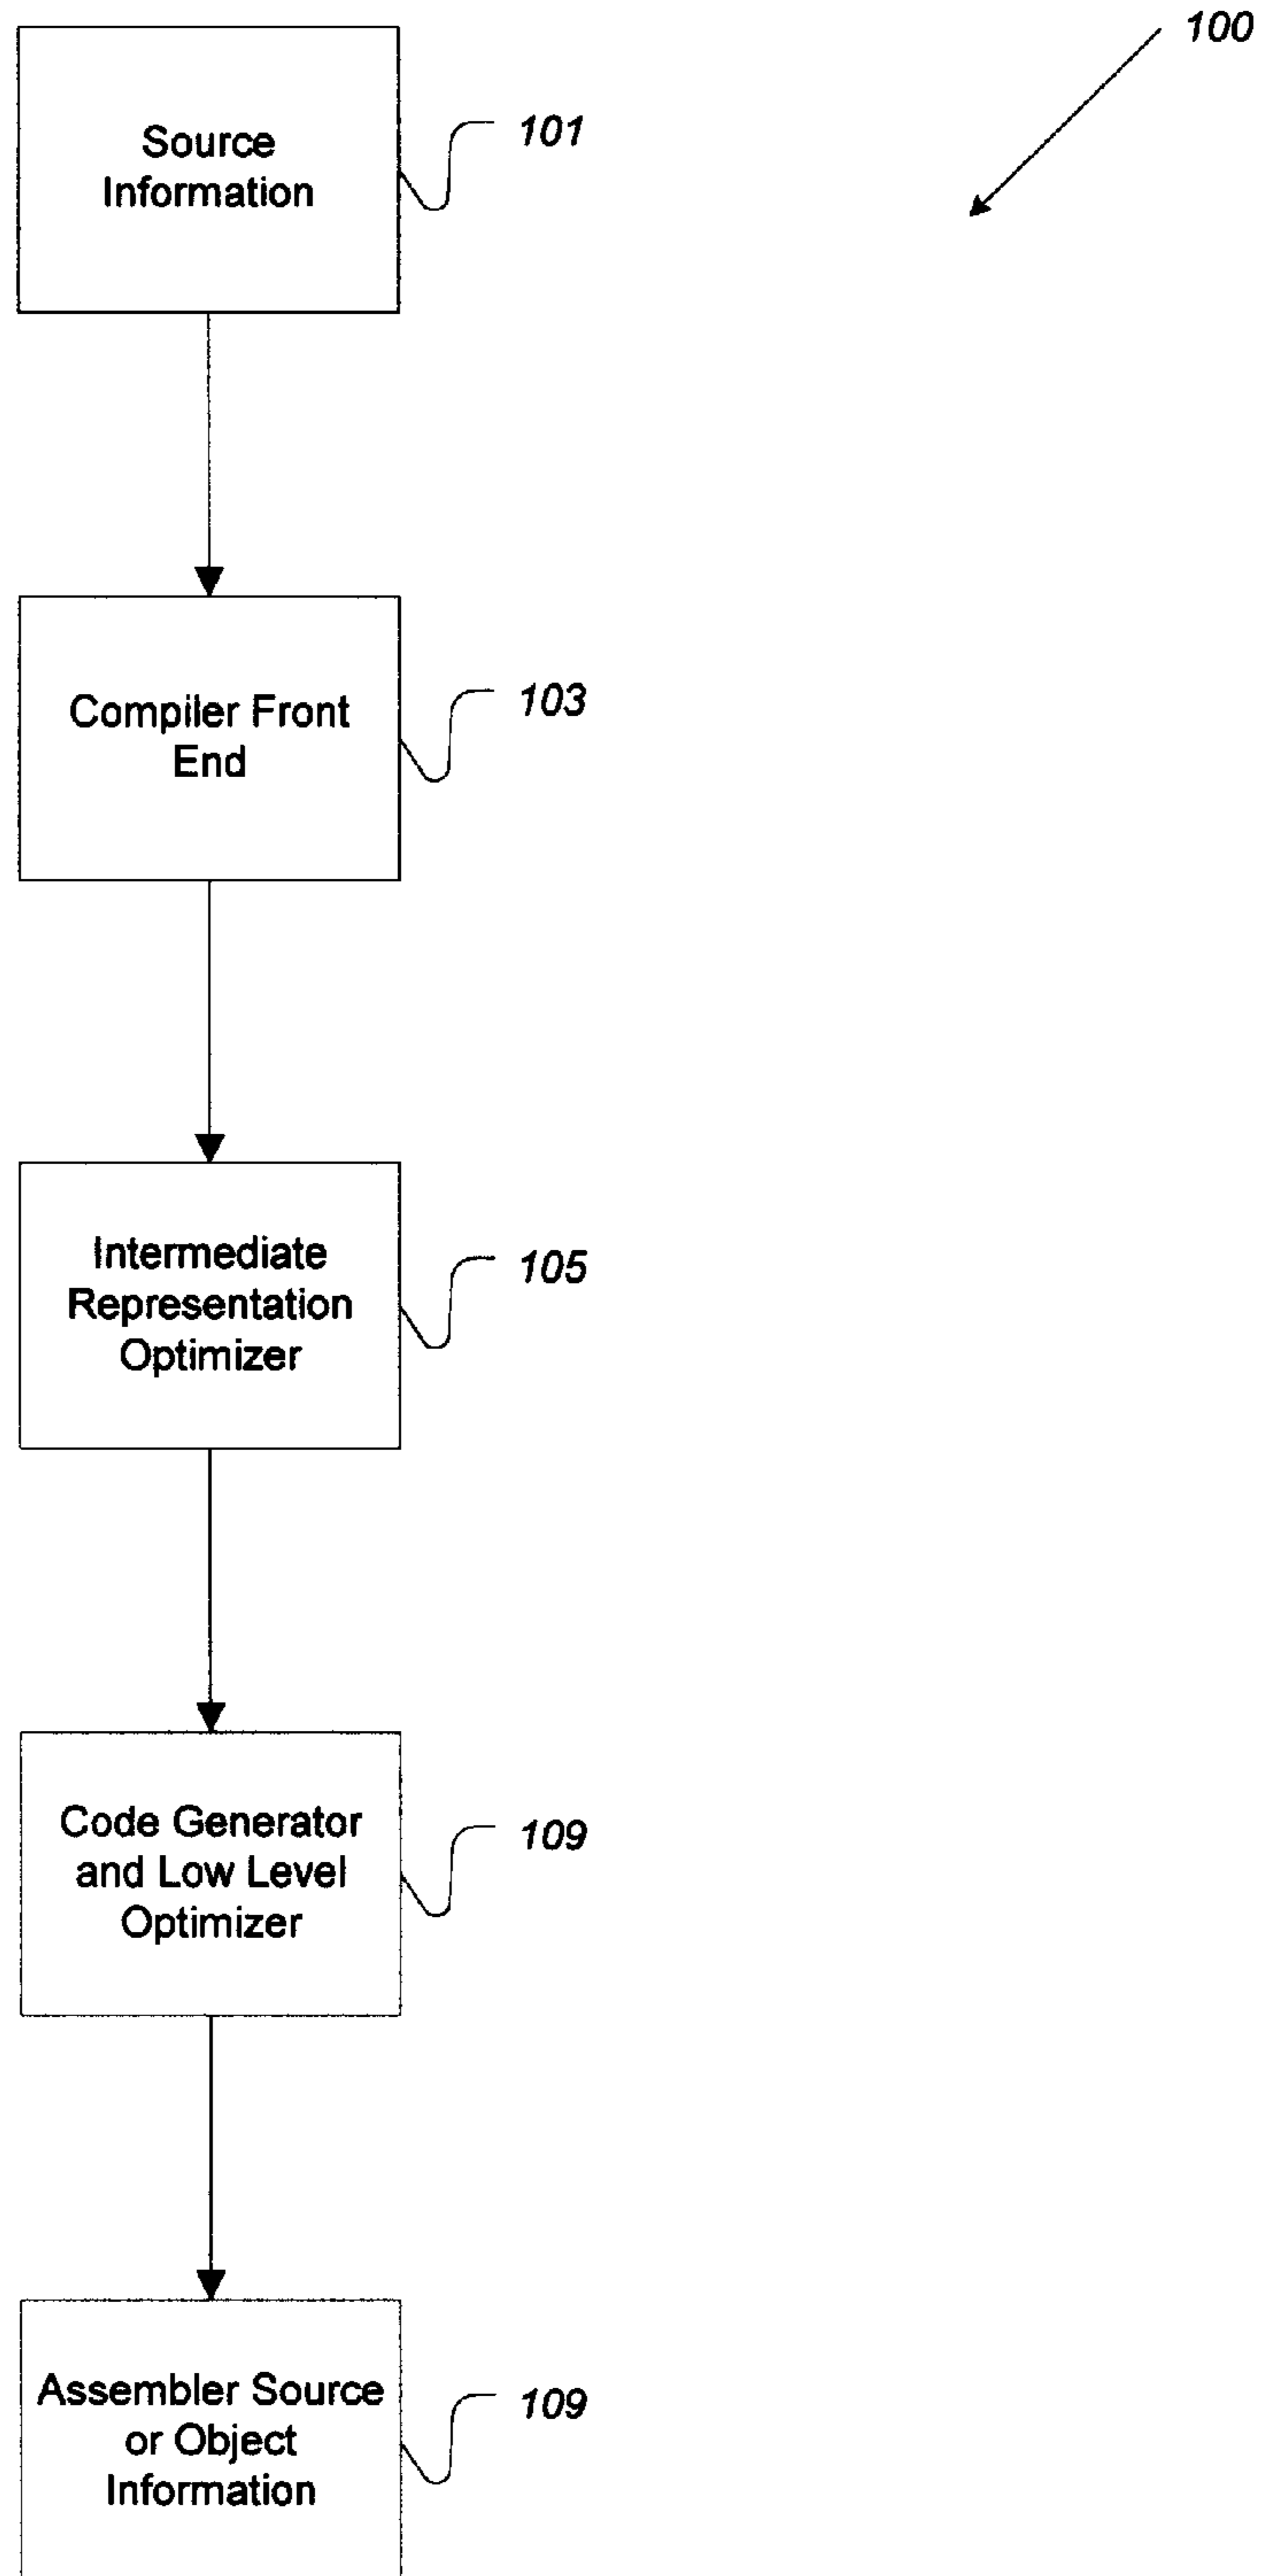 100
Source
Information
101
Compiler Front
End
103
Intermediate
Representation
Optimizer
105
Code Generator
and Low Level
Optimizer
109
Assembler Source
or Object
Information
109